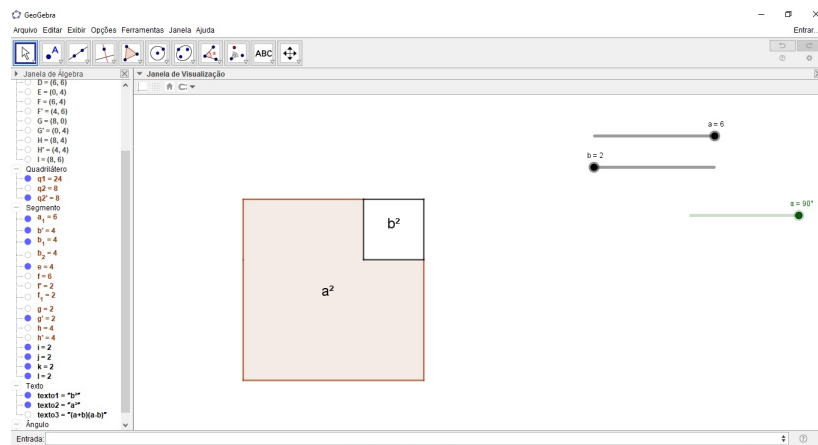 GeoGebra
Arquivo Editar Exibir Opções Ferramentas Janela Ajuda
Entrar...
ABC
Janela de Álgebra
Janela de Visualização
D = (6, 6)
E = (0, 4)
F = (6, 4)
F' = (4, 6)
G = (8, 0)
G' = (0, 4)
H = (8, 4)
H' = (4, 4)
I = (8, 6)
Quadrilátero
q1 = 24
q2 = 8
q2' = 8
Segmento
a₁ = 6
b' = 4
b₁ = 4
b₂ = 4
e = 4
f = 6
f' = 2
f₁ = 2
g = 2
g' = 2
h = 4
h' = 4
i = 2
j = 2
k = 2
l = 2
Texto
texto1 = "b²"
texto2 = "a²"
texto3 = "(a+b)(a-b)"
Ângulo
a = 6
b = 2
α = 90°
b²
a²
Entrada: